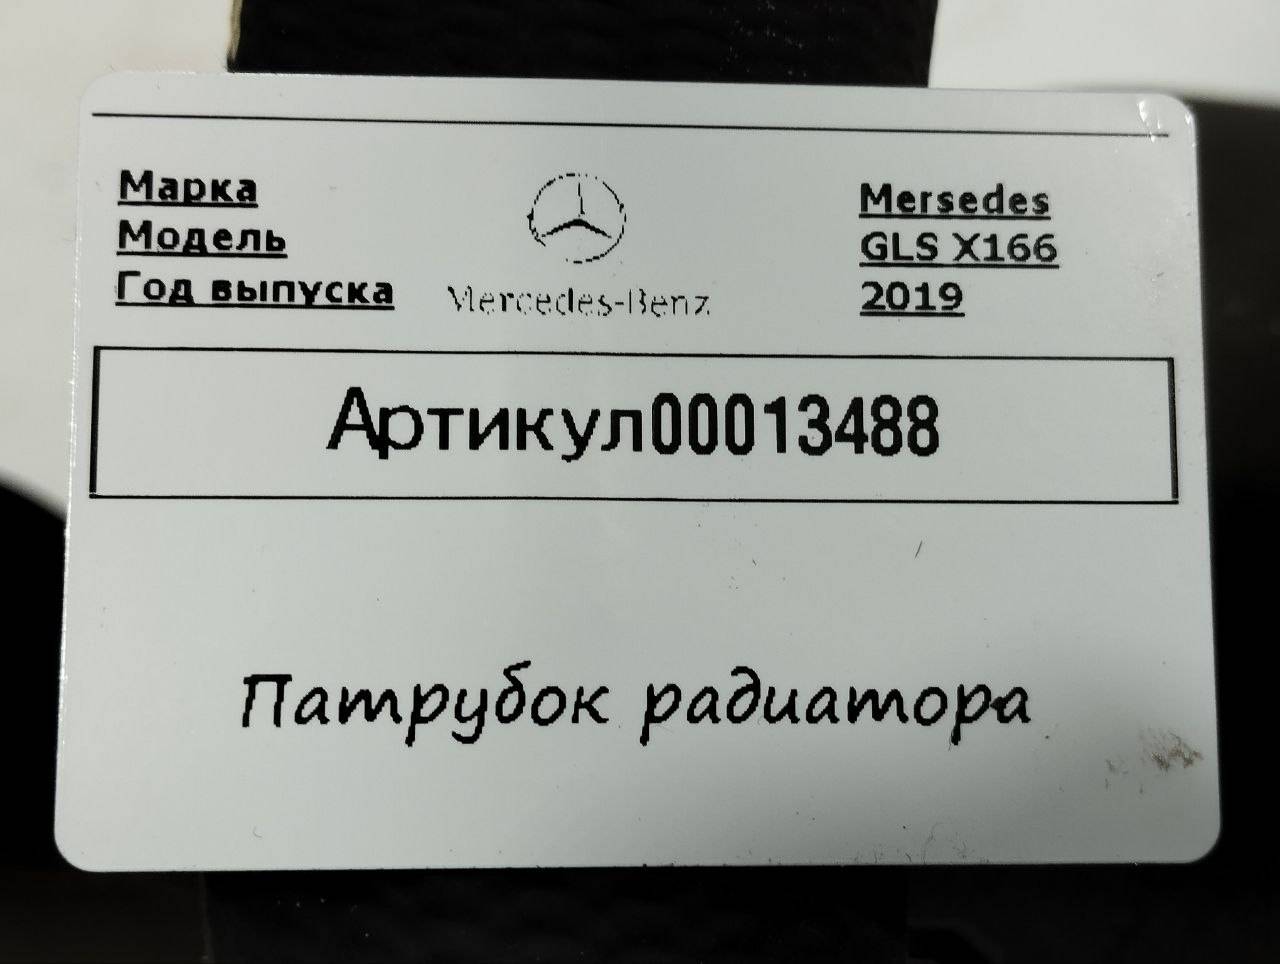 Марка
Модель
Год выпуска
Mercedes-Benz
Mersedes
GLS X166
2019
Артикул00013488
Патрубок радиатора